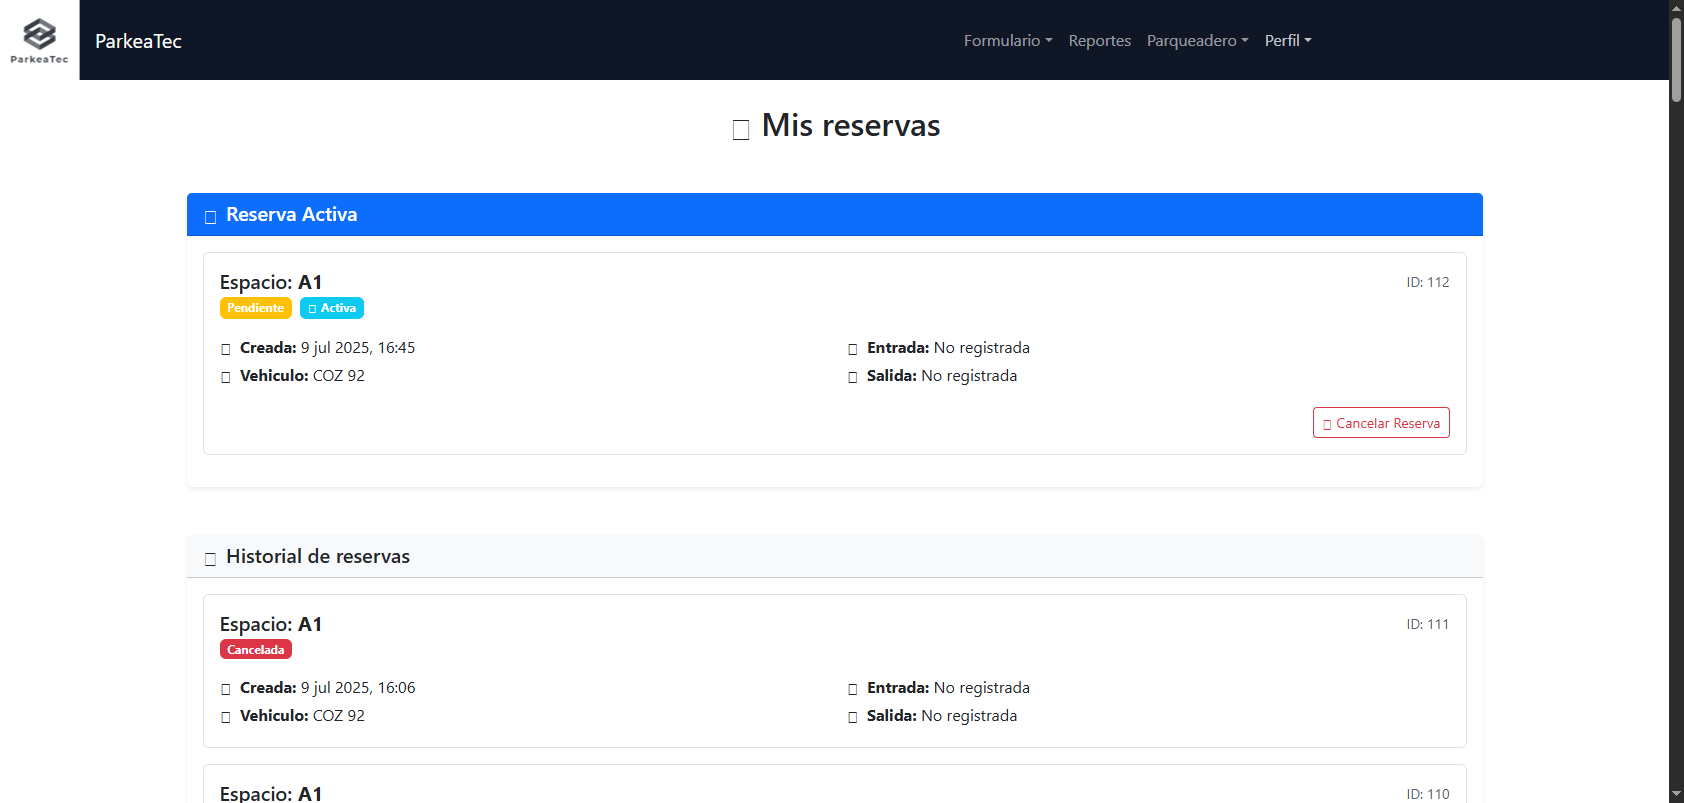 ParkeaTec
ParkeaTec
Formulario
Reportes
Parqueadero
Perfil
Mis reservas
Reserva Activa
Espacio: A1
ID: 112
Pendiente
Activa
Creada: 9 jul 2025, 16:45
Entrada: No registrada
Vehiculo: COZ 92
Salida: No registrada
Cancelar Reserva
Historial de reservas
Espacio: A1
ID: 111
Cancelada
Creada: 9 jul 2025, 16:06
Entrada: No registrada
Vehiculo: COZ 92
Salida: No registrada
Espacio: A1
ID: 110